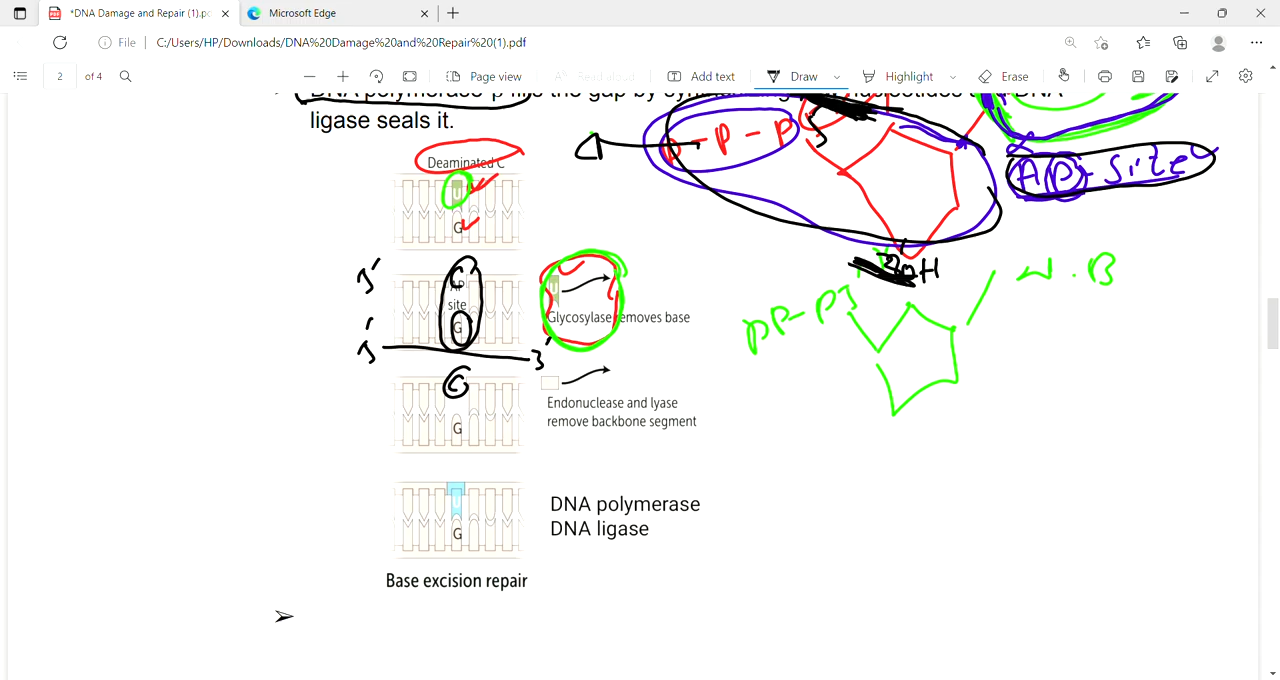 *DNA Damage and Repair (1).pd
Microsoft Edge
File
C:/Users/HP/Downloads/DNA%20Damage%20and%20Repair%20(1).pdf
2 of 4
Page view
Read aloud
Add text
Draw
Highlight
Erase
ligase seals it.
P - P - P
AP - Site
Deaminated C
U
G
C
AP
site
G
5'
3'
Glycosylase removes base
N.B
C
G
Endonuclease and lyase
remove backbone segment
G
DNA polymerase
DNA ligase
Base excision repair